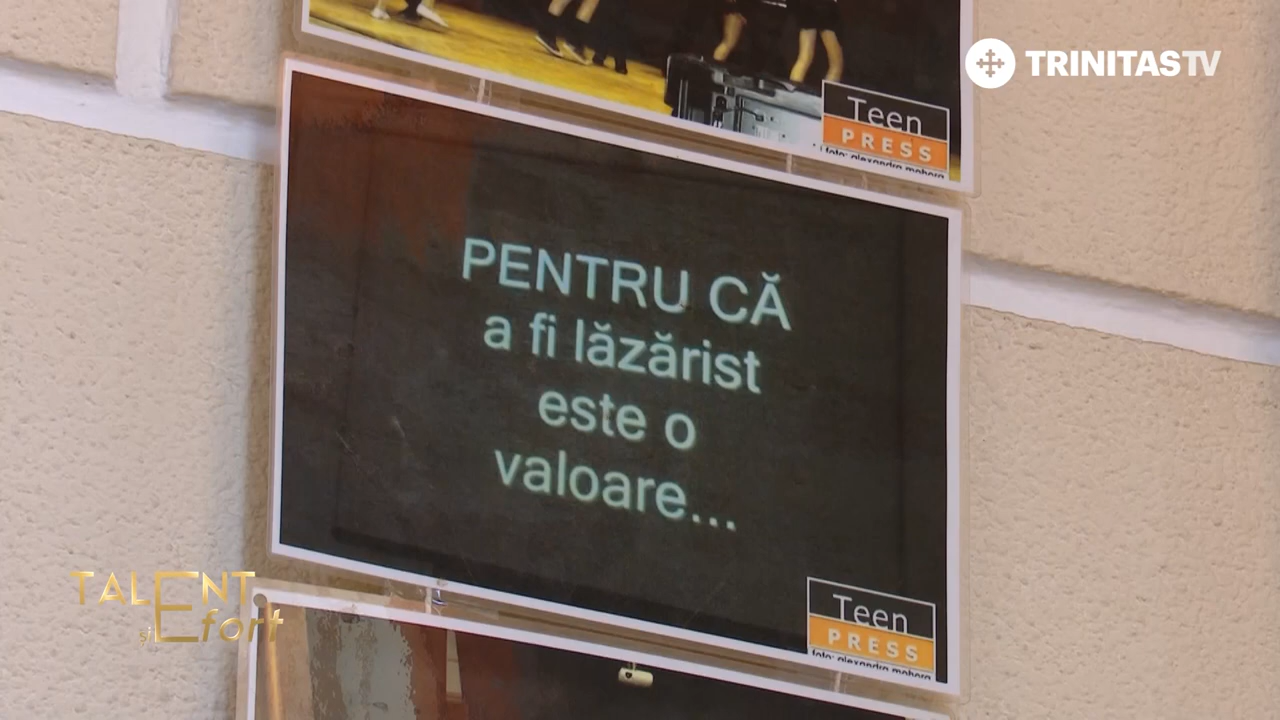 TRINITASTV
Teen
PRESS
PENTRU CĂ
a fi lăzărist
este o
valoare...
Teen
PRESS
TALENT
și Efort